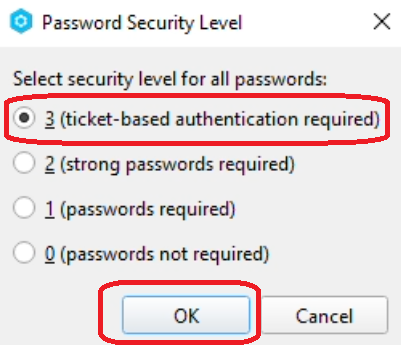 Password Security Level
Select security level for all passwords:
3 (ticket-based authentication required)
2 (strong passwords required)
1 (passwords required)
0 (passwords not required)
OK Cancel